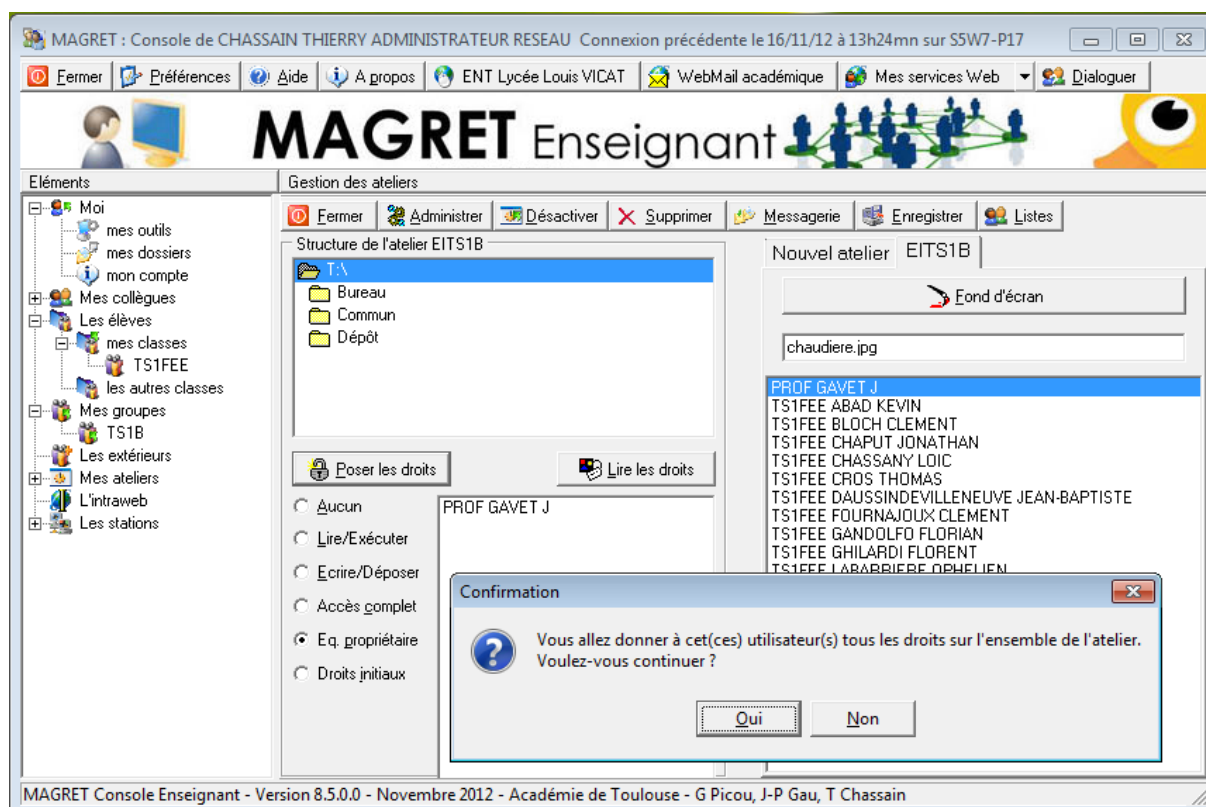 MAGRET : Console de CHASSAIN THIERRY ADMINISTRATEUR RESEAU Connexion précédente le 16/11/12 à 13h24mn sur S5W7-P17
Fermer Préférences Aide A propos ENT Lycée Louis VICAT WebMail académique Mes services Web Dialoguer
MAGRET Enseignant
Eléments
Gestion des ateliers
Moi
mes outils
mes dossiers
mon compte
Mes collègues
Les élèves
mes classes
TS1FEE
les autres classes
Mes groupes
TS1B
Les extérieurs
Mes ateliers
L'intraweb
Les stations
Fermer Administrer Désactiver Supprimer Messagerie Enregistrer Listes
Structure de l'atelier EITS1B
T:\
Bureau
Commun
Dépôt
Poser les droits Lire les droits
Aucun
Lire/Exécuter
Ecrire/Déposer
Accès complet
Eq. propriétaire
Droits initiaux
PROF GAVET J
Nouvel atelier EITS1B
Fond d'écran
chaudiere.jpg
PROF GAVET J
TS1FEE ABAD KEVIN
TS1FEE BLOCH CLEMENT
TS1FEE CHAPUT JONATHAN
TS1FEE CHASSANY LOIC
TS1FEE CROS THOMAS
TS1FEE DAUSSINDEVILLENEUVE JEAN-BAPTISTE
TS1FEE FOURNAJOUX CLEMENT
TS1FEE GANDOLFO FLORIAN
TS1FEE GHILARDI FLORENT
TS1FEE LABARRIERE OPHELIEN
Confirmation
Vous allez donner à cet(ces) utilisateur(s) tous les droits sur l'ensemble de l'atelier.
Voulez-vous continuer ?
Oui Non
MAGRET Console Enseignant - Version 8.5.0.0 - Novembre 2012 - Académie de Toulouse - G Picou, J-P Gau, T Chassain